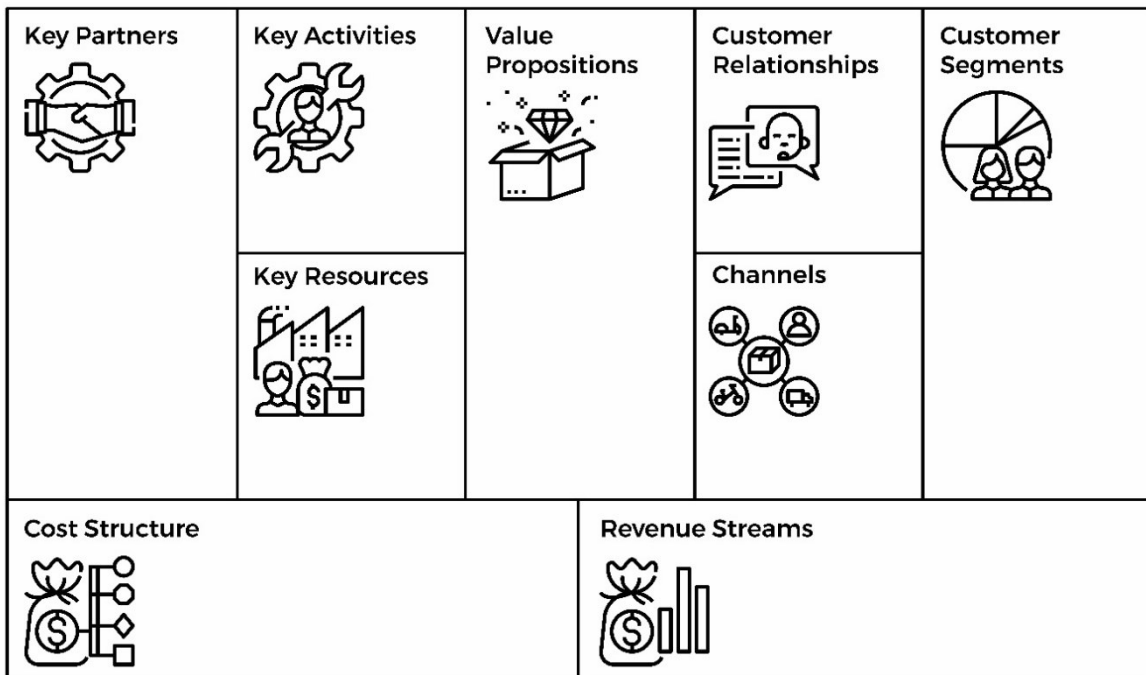 Key Partners
Key Activities
Value
Propositions
Customer
Relationships
Customer
Segments
Key Resources
$
Channels
Cost Structure
$
Revenue Streams
$